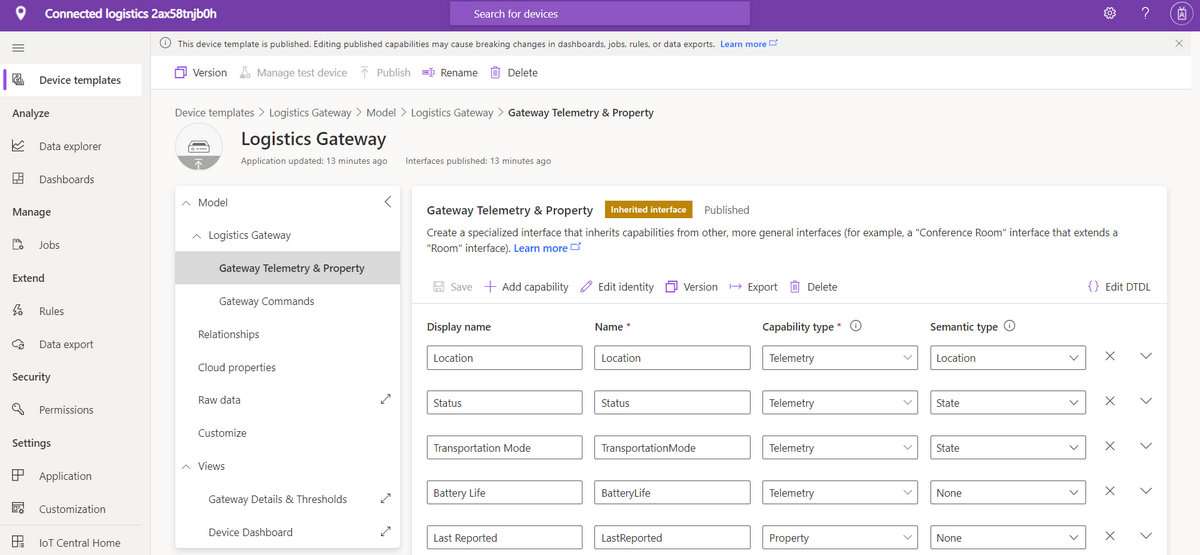 Connected logistics 2ax58tnjb0h
Search for devices
?
This device template is published. Editing published capabilities may cause breaking changes in dashboards, jobs, rules, or data exports. Learn more
Version Manage test device Publish Rename Delete
Device templates
Analyze
Data explorer
Dashboards
Manage
Jobs
Extend
Rules
Data export
Security
Permissions
Settings
Application
Customization
IoT Central Home
Device templates > Logistics Gateway > Model > Logistics Gateway > Gateway Telemetry & Property
Logistics Gateway
Application updated: 13 minutes ago Interfaces published: 13 minutes ago
Model
Logistics Gateway
Gateway Telemetry & Property
Gateway Commands
Relationships
Cloud properties
Raw data
Customize
Views
Gateway Details & Thresholds
Device Dashboard
Gateway Telemetry & Property Inherited interface Published
Create a specialized interface that inherits capabilities from other, more general interfaces (for example, a "Conference Room" interface that extends a
"Room" interface). Learn more
Save Add capability Edit identity Version Export Delete {} Edit DTDL
Display name Name * Capability type * Semantic type
Location Location Telemetry Location
Status Status Telemetry State
Transportation Mode TransportationMode Telemetry State
Battery Life BatteryLife Telemetry None
Last Reported LastReported Property None